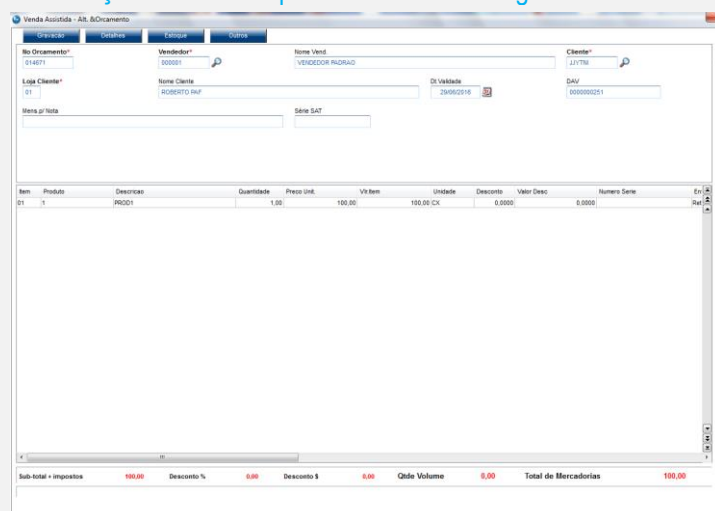 Venda Assistida - Alt. &Orcamento
Gravacão Detalhes Estoque Outros
No Orcamento* Vendedor* Nome Vend Cliente*
014671 000001 VENDEDOR PADRAO JJYTNI
Loja Cliente* Nome Cliente Dt Validade DAV
01 ROBERTO PAF 29/06/2016 0000000251
Mens.p/ Nota Série SAT
Item Produto Descricao Quantidade Preco Unit. Vlr.Item Unidade Desconto Valor Desc Numero Serie En
01 1 PROD1 1,00 100,00 100,00 CX 0,0000 0,0000 Ret
Sub-total + impostos 100,00 Desconto % 0,00 Desconto $ 0,00 Qtde Volume 0,00 Total de Mercadorias 100,00